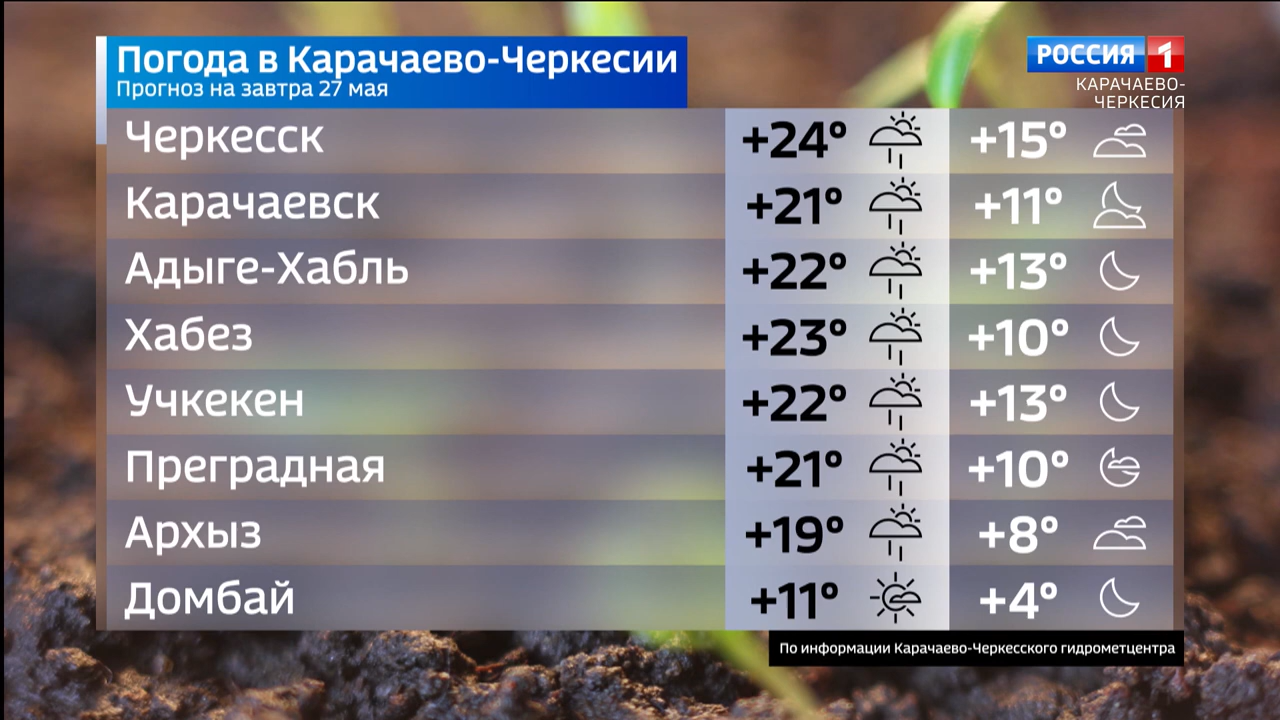 Погода в Карачаево-Черкесии
Прогноз на завтра 27 мая
РОССИЯ 1
КАРАЧАЕВО-
ЧЕРКЕСИЯ
Черкесск +24° +15°
Карачаевск +21° +11°
Адыге-Хабль +22° +13°
Хабез +23° +10°
Учкекен +22° +13°
Преградная +21° +10°
Архыз +19° +8°
Домбай +11° +4°
По информации Карачаево-Черкесского гидрометцентра